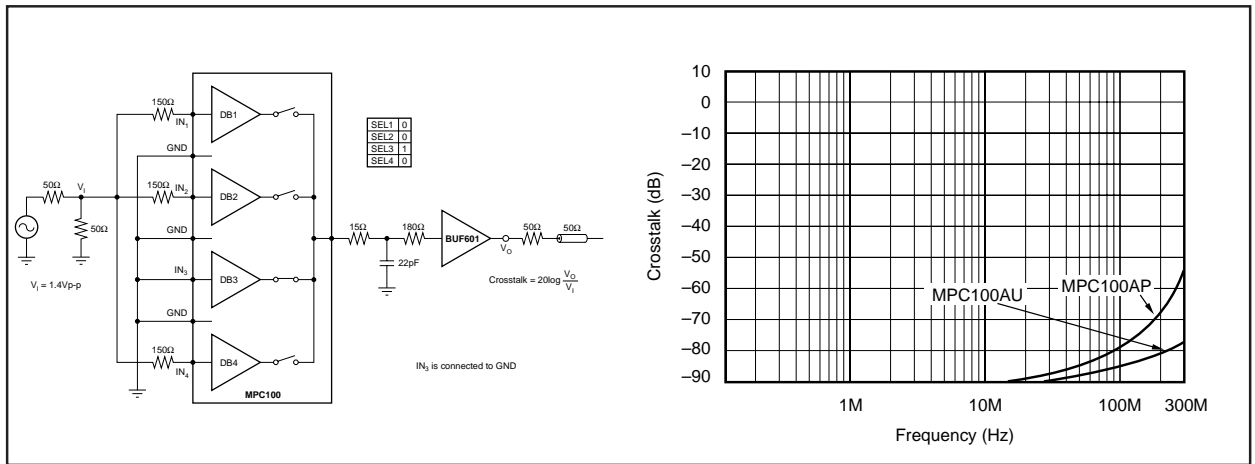 150Ω
IN1
DB1
GND
50Ω
VI
150Ω
IN2
DB2
50Ω
GND
VI = 1.4Vp-p
IN3
DB3
GND
150Ω
IN4
DB4
MPC100
SEL1 0
SEL2 0
SEL3 1
SEL4 0
15Ω
180Ω
22pF
BUF601
VO
50Ω
50Ω
Crosstalk = 20log VO
VI
IN3 is connected to GND
Crosstalk (dB)
10
0
–10
–20
–30
–40
–50
–60
–70
–80
–90
MPC100AP
MPC100AU
1M
10M
100M
300M
Frequency (Hz)